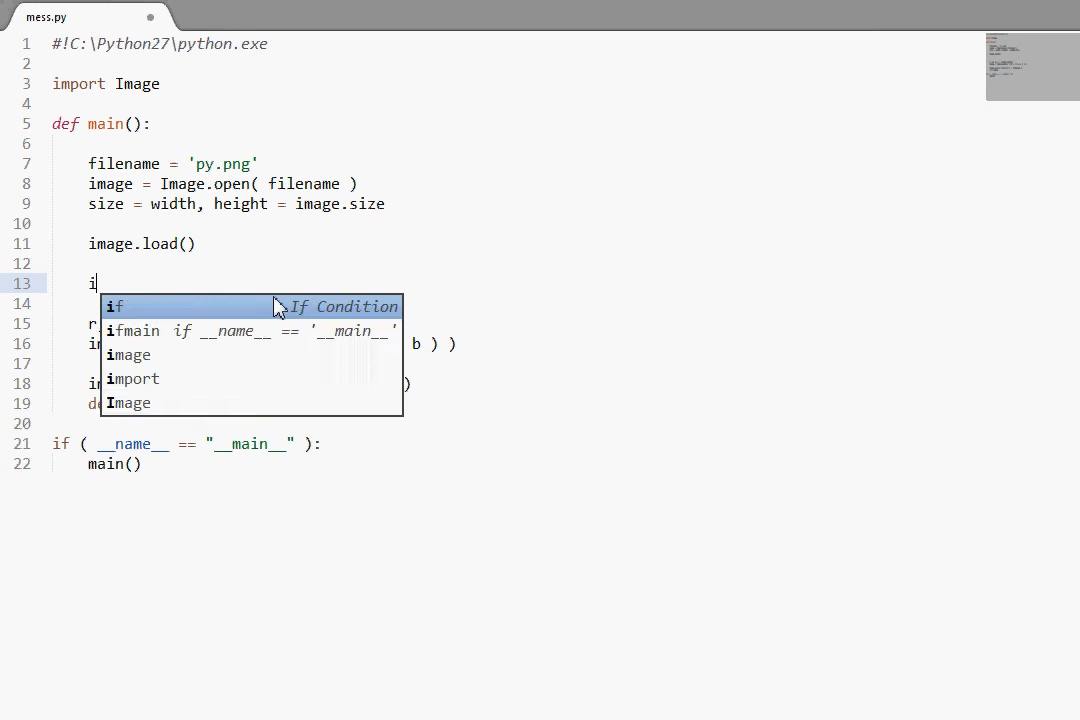 mess.py
1 #!C:\Python27\python.exe
2
3 import Image
4
5 def main():
6
7 filename = 'py.png'
8 image = Image.open( filename )
9 size = width, height = image.size
10
11 image.load()
12
13 i
if If Condition
ifmain if __name__ == '__main__'
image
import
Image
14
15 r
16 b ) )
17
18 )
19 de
20
21 if ( __name__ == "__main__" ):
22 main()